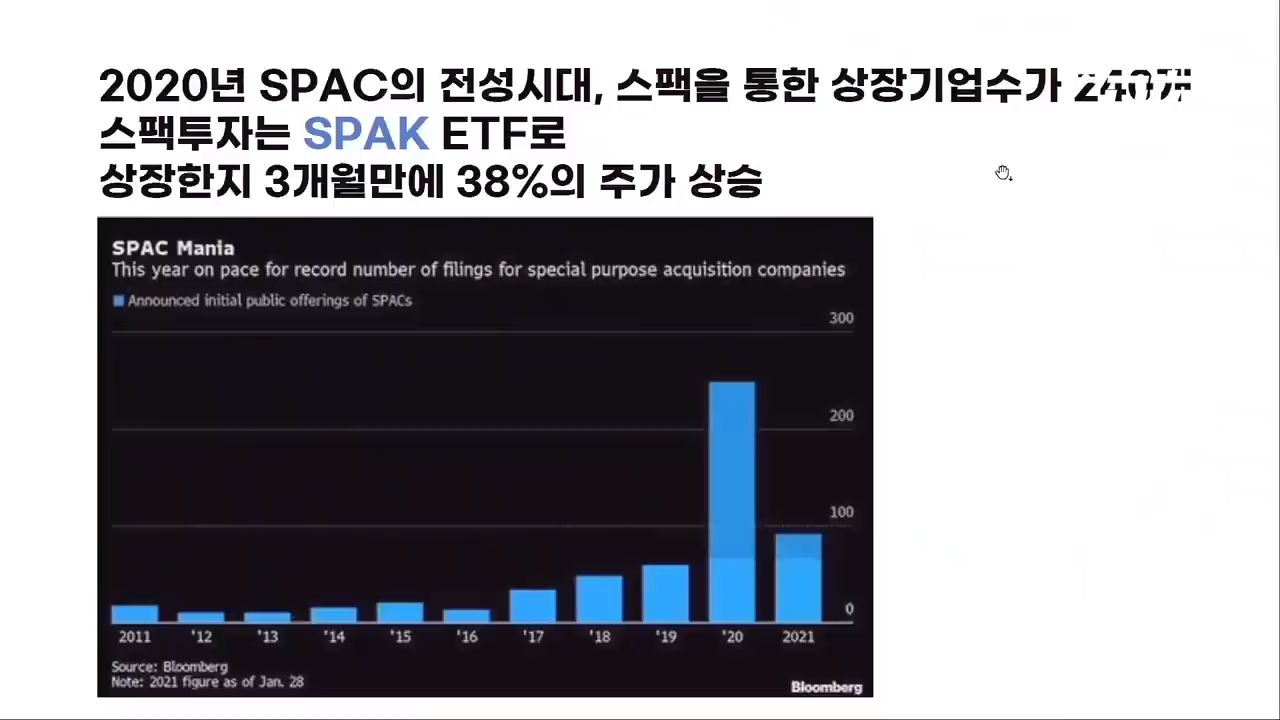 2020년 SPAC의 전성시대, 스팩을 통한 상장기업수가
스팩투자는 SPAK ETF로
상장한지 3개월만에 38%의 주가 상승
SPAC Mania
This year on pace for record number of filings for special purpose acquisition companies
Announced initial public offerings of SPACs
300
200
100
0
2011 '12 '13 '14 '15 '16 '17 '18 '19 '20 2021
Source: Bloomberg
Note: 2021 figure as of Jan. 28
Bloomberg